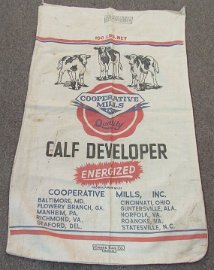 100 LBS. NET
COOPERATIVE
MILLS
Quality
CALF DEVELOPER
ENERGIZED
COOPERATIVE MILLS, INC.
BALTIMORE, MD.
FLOWERY BRANCH, GA.
MANHEIM, PA.
RICHMOND, VA.
SEAFORD, DEL.
CINCINNATI, OHIO
GUNTERSVILLE, ALA.
NORFOLK, VA.
ROANOKE, VA.
STATESVILLE, N.C.